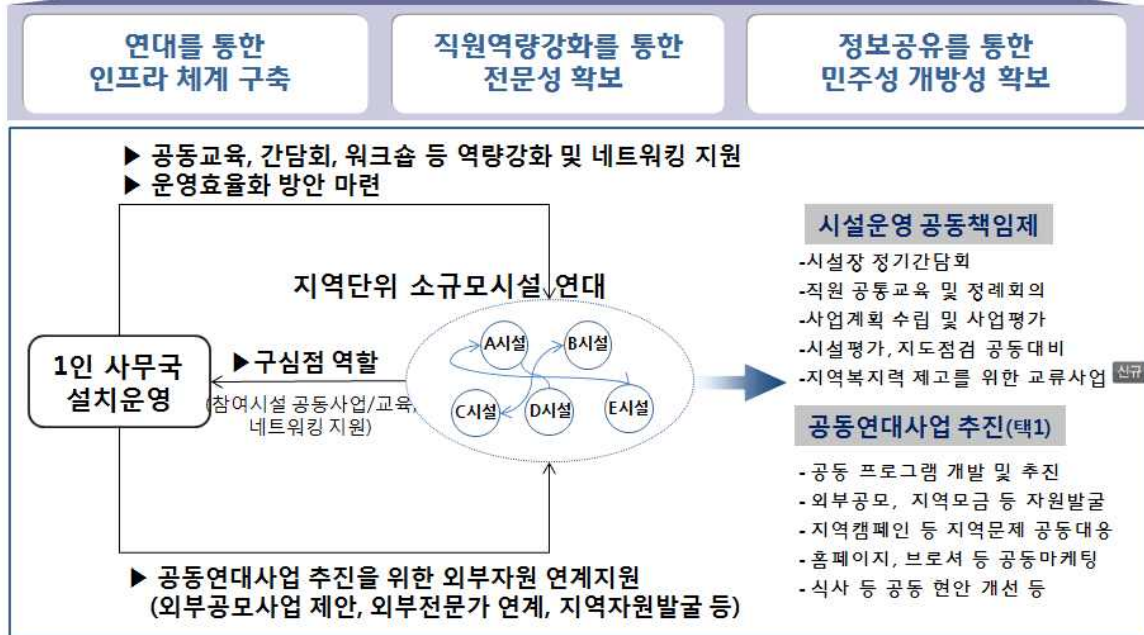 연대를 통한
인프라 체계 구축
직원역량강화를 통한
전문성 확보
정보공유를 통한
민주성 개방성 확보
▶ 공동교육, 간담회, 워크숍 등 역량강화 및 네트워킹 지원
▶ 운영효율화 방안 마련
지역단위 소규모시설 연대
1인 사무국
설치운영
▶구심점 역할
(참여시설 공동사업/교육,
네트워킹 지원)
A시설
B시설
C시설
D시설
E시설
▶ 공동연대사업 추진을 위한 외부자원 연계지원
(외부공모사업 제안, 외부전문가 연계, 지역자원발굴 등)
시설운영 공동책임제
-시설장 정기간담회
-직원 공통교육 및 정례회의
-사업계획 수립 및 사업평가
-시설평가, 지도점검 공동대비
-지역복지력 제고를 위한 교류사업 신규
공동연대사업 추진(택1)
- 공동 프로그램 개발 및 추진
- 외부공모, 지역모금 등 자원발굴
- 지역캠페인 등 지역문제 공동대응
- 홈페이지, 브로셔 등 공동마케팅
- 식사 등 공동 현안 개선 등